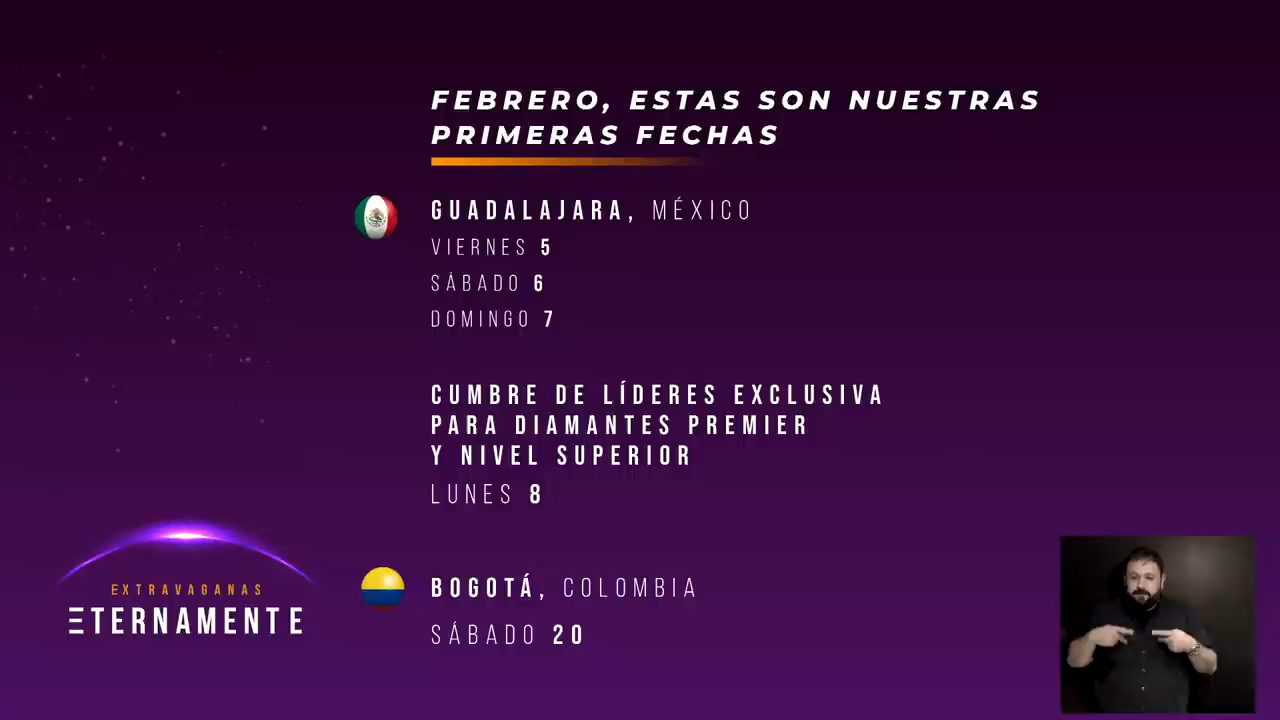 FEBRERO, ESTAS SON NUESTRAS
PRIMERAS FECHAS
GUADALAJARA, MÉXICO
VIERNES 5
SÁBADO 6
DOMINGO 7
CUMBRE DE LÍDERES EXCLUSIVA
PARA DIAMANTES PREMIER
Y NIVEL SUPERIOR
LUNES 8
BOGOTÁ, COLOMBIA
SÁBADO 20
EXTRAVAGANAS
ETERNAMENTE